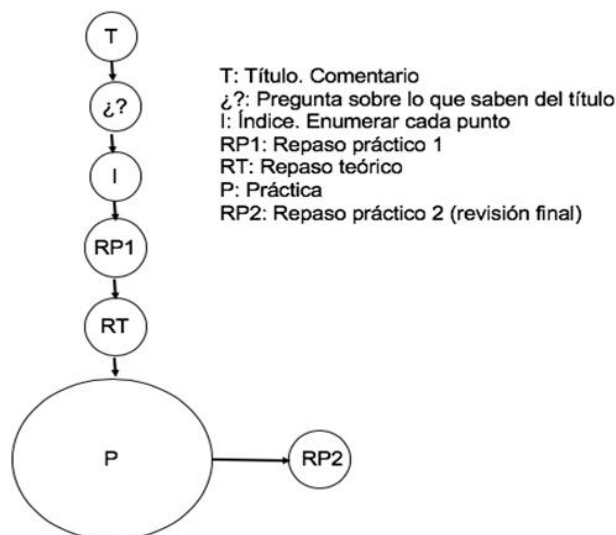 T
¿?
I
RP1
RT
P
RP2
T: Título. Comentario
¿?: Pregunta sobre lo que saben del título
I: Índice. Enumerar cada punto
RP1: Repaso práctico 1
RT: Repaso teórico
P: Práctica
RP2: Repaso práctico 2 (revisión final)